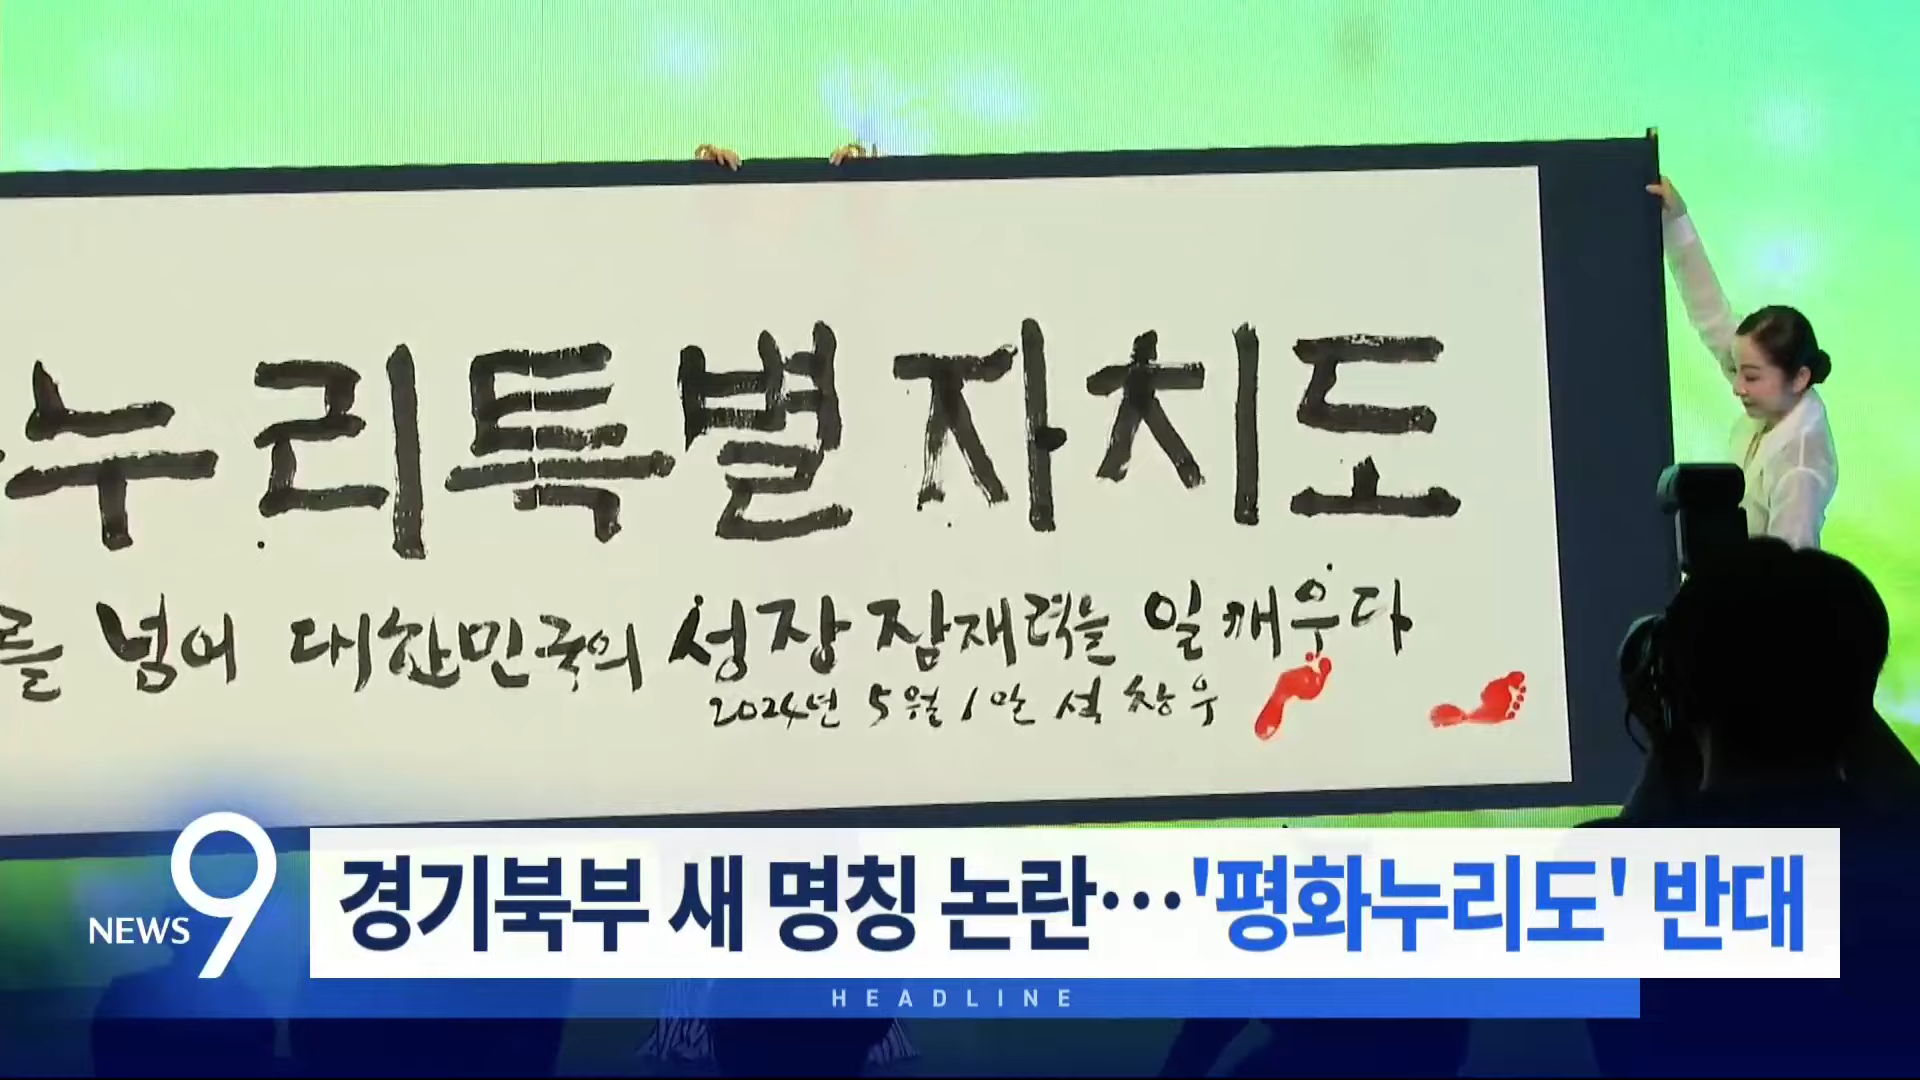 누리특별자치도
를 넘어 대한민국의 성장 잠재력을 일깨우다
2024년 5월 1일 석창우
NEWS 9
경기북부 새 명칭 논란…'평화누리도' 반대
HEADLINE